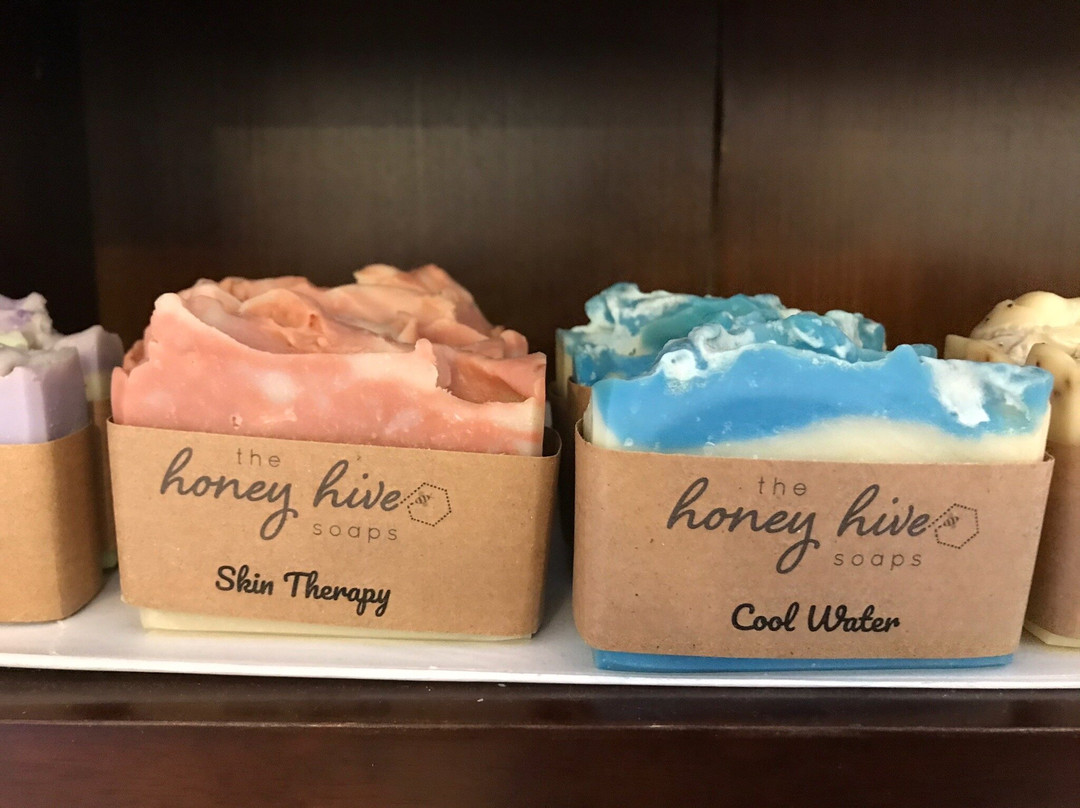 the
honey hive
soaps
Skin Therapy
the
honey hive
soaps
Cool Water